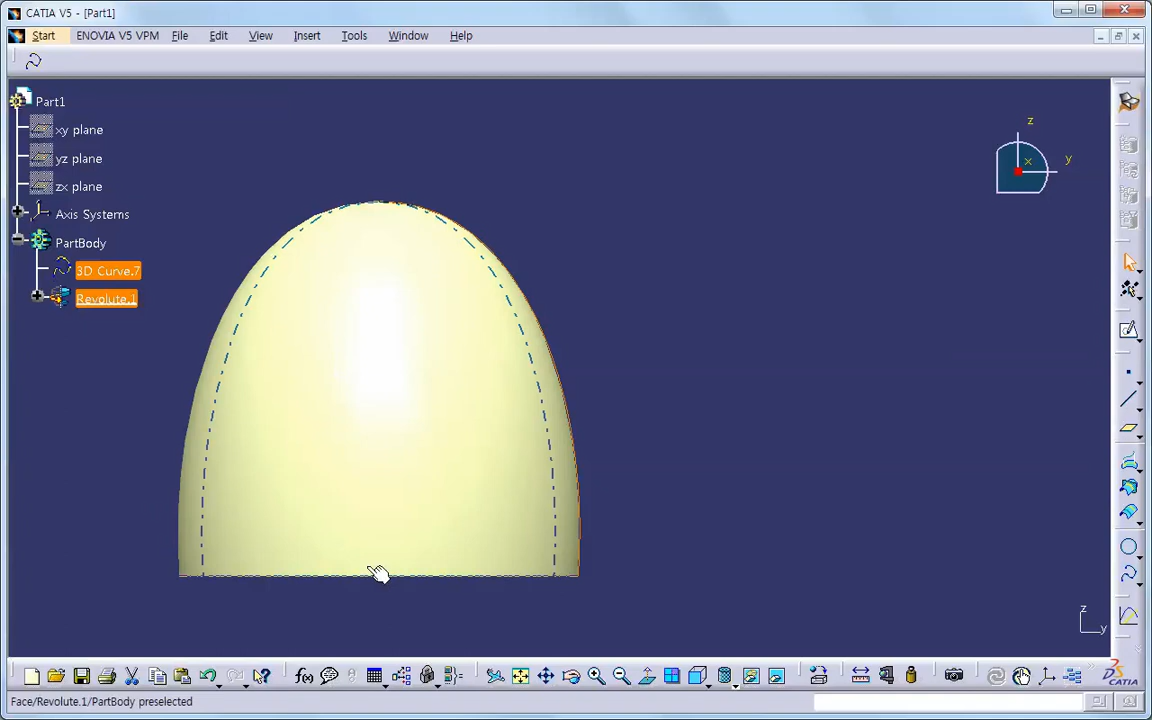 CATIA V5 - [Part1]
Start ENOVIA V5 VPM File Edit View Insert Tools Window Help
Part1
xy plane
yz plane
zx plane
Axis Systems
PartBody
3D Curve.7
Revolute.1
z
x
y
z
y
f(x)
CATIA
Face/Revolute.1/PartBody preselected